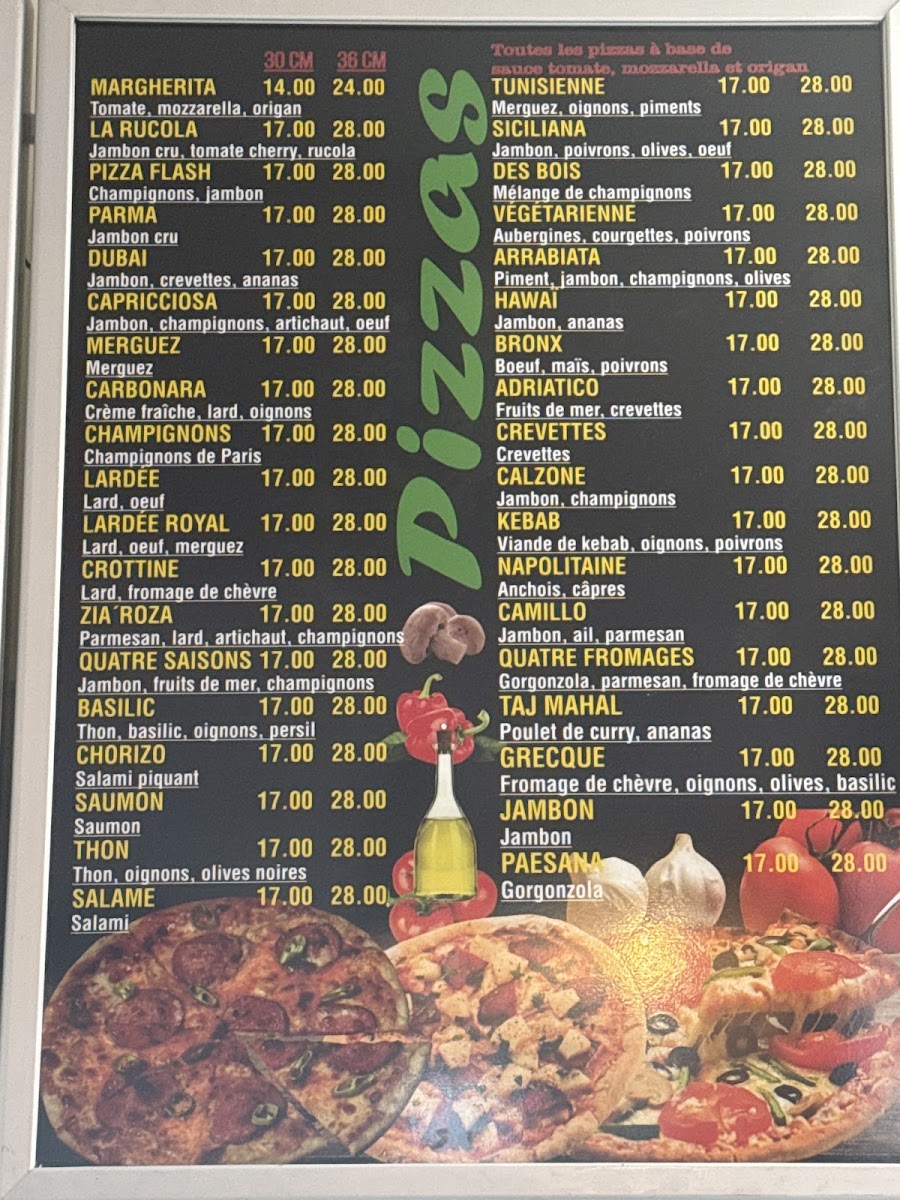 30 CM 36 CM
MARGHERITA 14.00 24.00
Tomate, mozzarella, origan
LA RUCOLA 17.00 28.00
Jambon cru, tomate cherry, rucola
PIZZA FLASH 17.00 28.00
Champignons, jambon
PARMA 17.00 28.00
Jambon cru
DUBAI 17.00 28.00
Jambon, crevettes, ananas
CAPRICCIOSA 17.00 28.00
Jambon, champignons, artichaut, oeuf
MERGUEZ 17.00 28.00
Merguez
CARBONARA 17.00 28.00
Crème fraîche, lard, oignons
CHAMPIGNONS 17.00 28.00
Champignons de Paris
LARDÉE 17.00 28.00
Lard, oeuf
LARDÉE ROYAL 17.00 28.00
Lard, oeuf, merguez
CROTTINE 17.00 28.00
Lard, fromage de chèvre
ZIA´ROZA 17.00 28.00
Parmesan, lard, artichaut, champignons
QUATRE SAISONS 17.00 28.00
Jambon, fruits de mer, champignons
BASILIC 17.00 28.00
Thon, basilic, oignons, persil
CHORIZO 17.00 28.00
Salami piquant
SAUMON 17.00 28.00
Saumon
THON 17.00 28.00
Thon, oignons, olives noires
SALAME 17.00 28.00
Salami
Pizzas
Toutes les pizzas à base de
sauce tomate, mozzarella et origan
TUNISIENNE 17.00 28.00
Merguez, oignons, piments
SICILIANA 17.00 28.00
Jambon, poivrons, olives, oeuf
DES BOIS 17.00 28.00
Mélange de champignons
VÉGÉTARIENNE 17.00 28.00
Aubergines, courgettes, poivrons
ARRABIATA 17.00 28.00
Piment, jambon, champignons, olives
HAWAÏ 17.00 28.00
Jambon, ananas
BRONX 17.00 28.00
Boeuf, maïs, poivrons
ADRIATICO 17.00 28.00
Fruits de mer, crevettes
CREVETTES 17.00 28.00
Crevettes
CALZONE 17.00 28.00
Jambon, champignons
KEBAB 17.00 28.00
Viande de kebab, oignons, poivrons
NAPOLITAINE 17.00 28.00
Anchois, câpres
CAMILLO 17.00 28.00
Jambon, ail, parmesan
QUATRE FROMAGES 17.00 28.00
Gorgonzola, parmesan, fromage de chèvre
TAJ MAHAL 17.00 28.00
Poulet de curry, ananas
GRECQUE 17.00 28.00
Fromage de chèvre, oignons, olives, basilic
JAMBON 17.00 28.00
Jambon
PAESANA 17.00 28.00
Gorgonzola